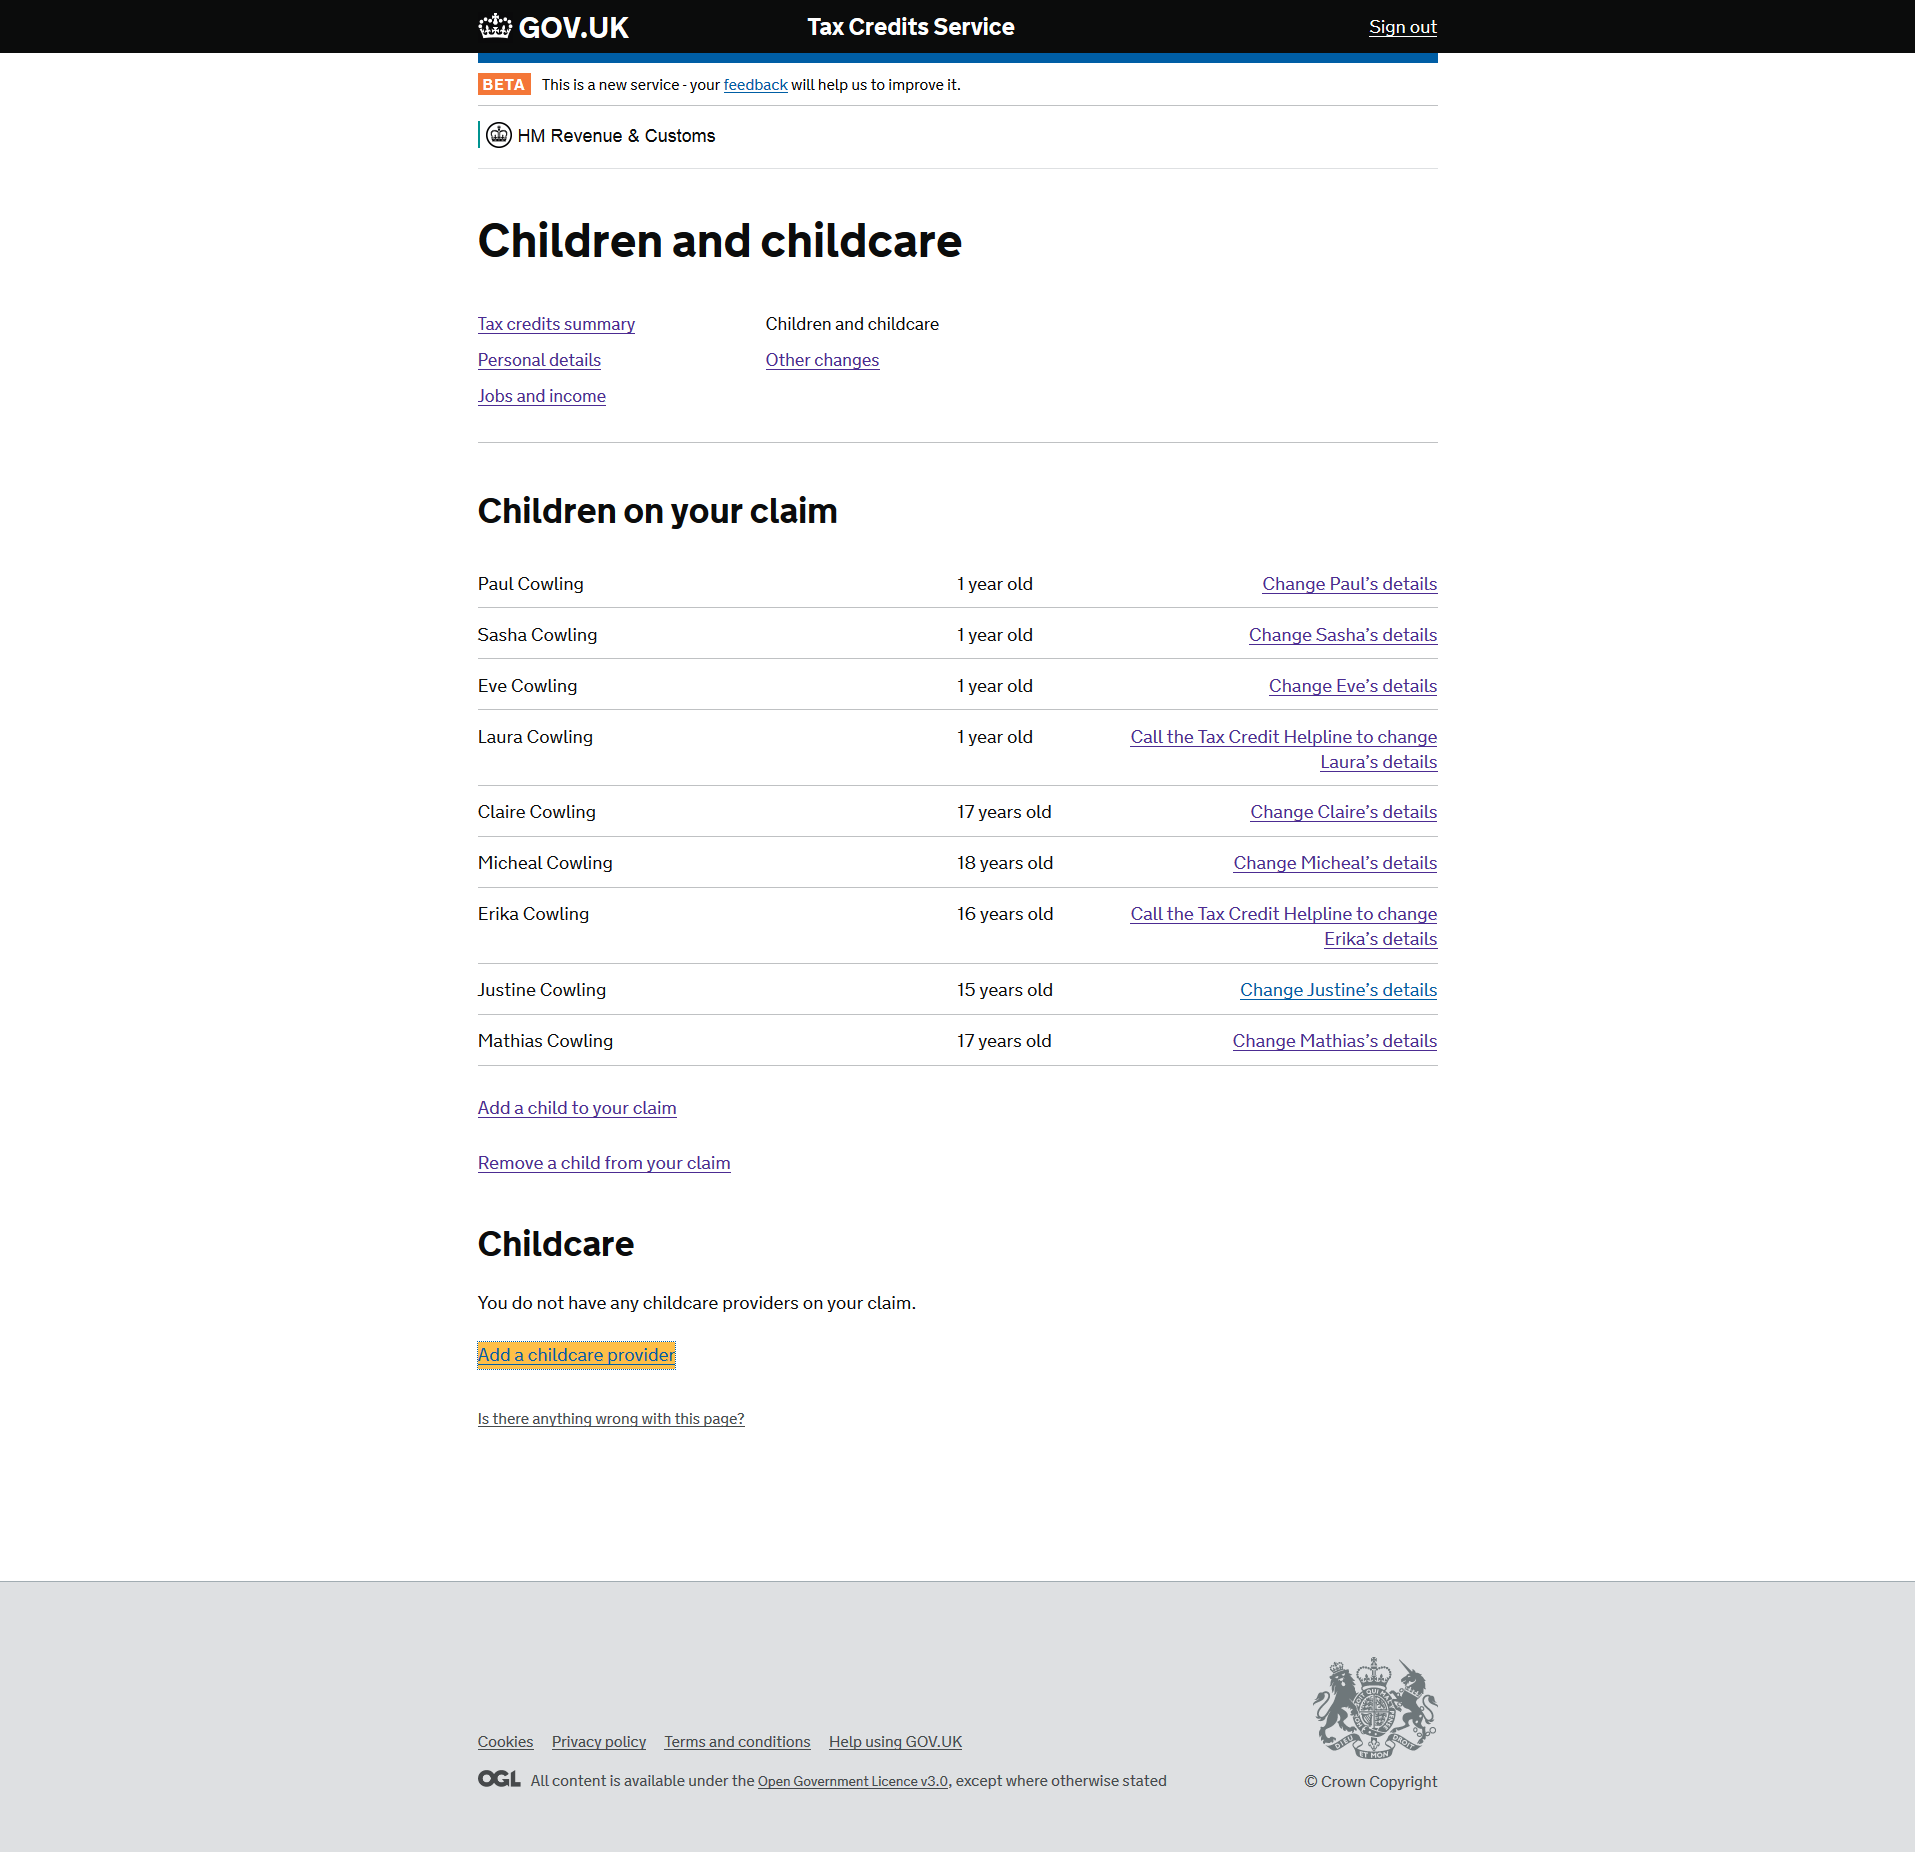 GOV.UK Tax Credits Service Sign out
BETA This is a new service - your feedback will help us to improve it.
HM Revenue & Customs
Children and childcare
Tax credits summary
Personal details
Jobs and income
Children and childcare
Other changes
Children on your claim
Paul Cowling 1 year old Change Paul’s details
Sasha Cowling 1 year old Change Sasha’s details
Eve Cowling 1 year old Change Eve’s details
Laura Cowling 1 year old Call the Tax Credit Helpline to change
Laura’s details
Claire Cowling 17 years old Change Claire’s details
Micheal Cowling 18 years old Change Micheal’s details
Erika Cowling 16 years old Call the Tax Credit Helpline to change
Erika’s details
Justine Cowling 15 years old Change Justine’s details
Mathias Cowling 17 years old Change Mathias’s details
Add a child to your claim
Remove a child from your claim
Childcare
You do not have any childcare providers on your claim.
Add a childcare provider
Is there anything wrong with this page?
Cookies Privacy policy Terms and conditions Help using GOV.UK
OGL All content is available under the Open Government Licence v3.0, except where otherwise stated
© Crown Copyright